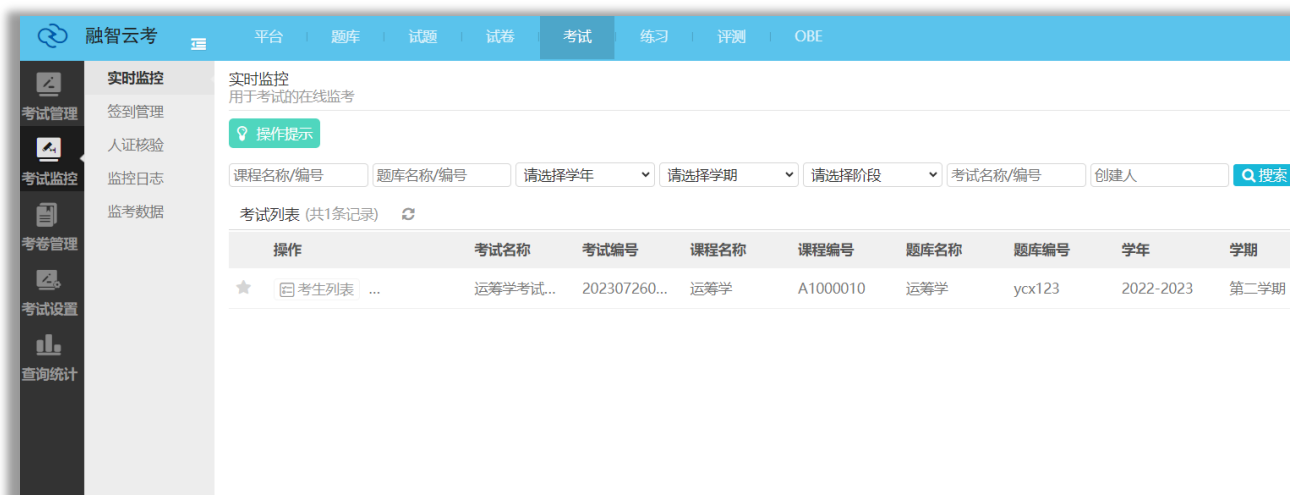 融智云考
平台 题库 试题 试卷 考试 练习 评测 OBE
考试管理
考试监控
考卷管理
考试设置
查询统计
实时监控
签到管理
人证核验
监控日志
监考数据
实时监控
用于考试的在线监考
操作提示
课程名称/编号 题库名称/编号 请选择学年 请选择学期 请选择阶段 考试名称/编号 创建人 搜索
考试列表 (共1条记录)
操作 考试名称 考试编号 课程名称 课程编号 题库名称 题库编号 学年 学期
考生列表 ... 运筹学考试... 202307260... 运筹学 A1000010 运筹学 ycx123 2022-2023 第二学期